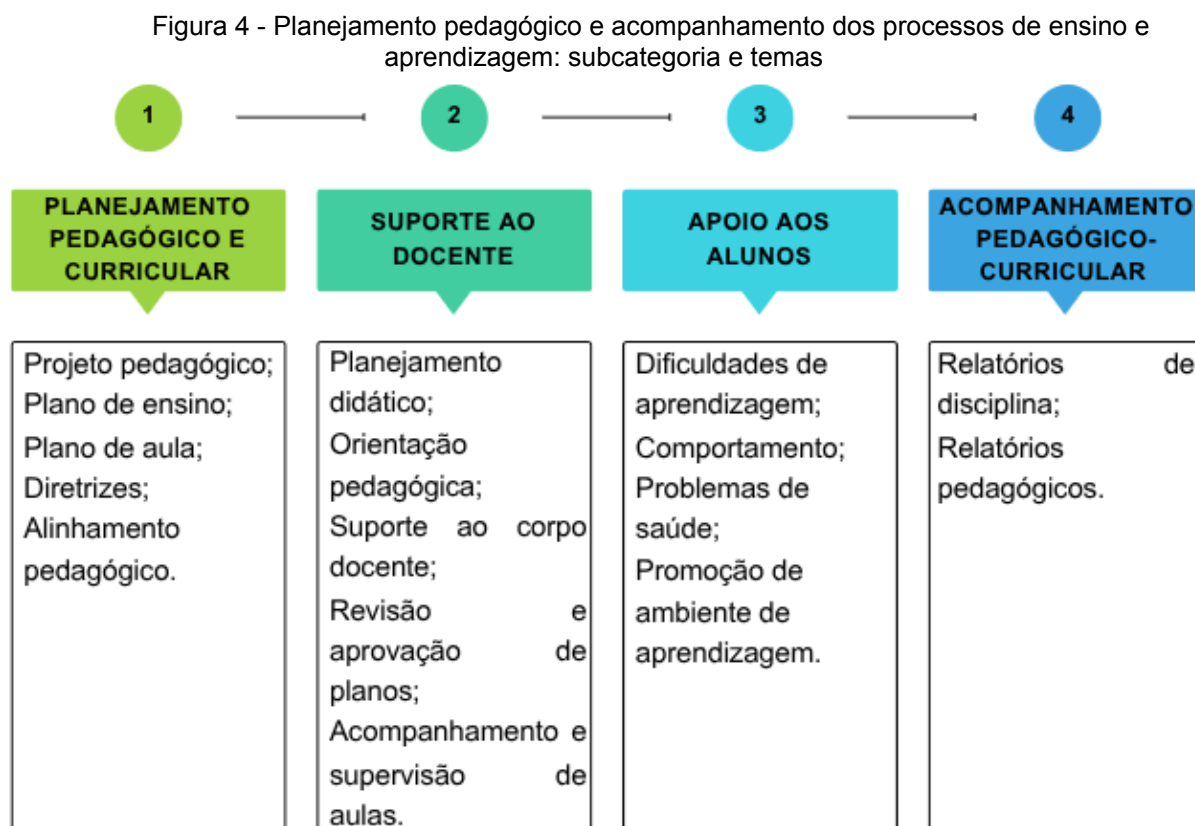 Figura 4 - Planejamento pedagógico e acompanhamento dos processos de ensino e
aprendizagem: subcategoria e temas
1
2
3
4
PLANEJAMENTO
PEDAGÓGICO E
CURRICULAR
SUPORTE AO
DOCENTE
APOIO AOS
ALUNOS
ACOMPANHAMENTO
PEDAGÓGICO-
CURRICULAR
Projeto pedagógico;
Plano de ensino;
Plano de aula;
Diretrizes;
Alinhamento
pedagógico.
Planejamento
didático;
Orientação
pedagógica;
Suporte ao corpo
docente;
Revisão e
aprovação de
planos;
Acompanhamento e
supervisão de
aulas.
Dificuldades de
aprendizagem;
Comportamento;
Problemas de
saúde;
Promoção de
ambiente de
aprendizagem.
Relatórios de
disciplina;
Relatórios
pedagógicos.